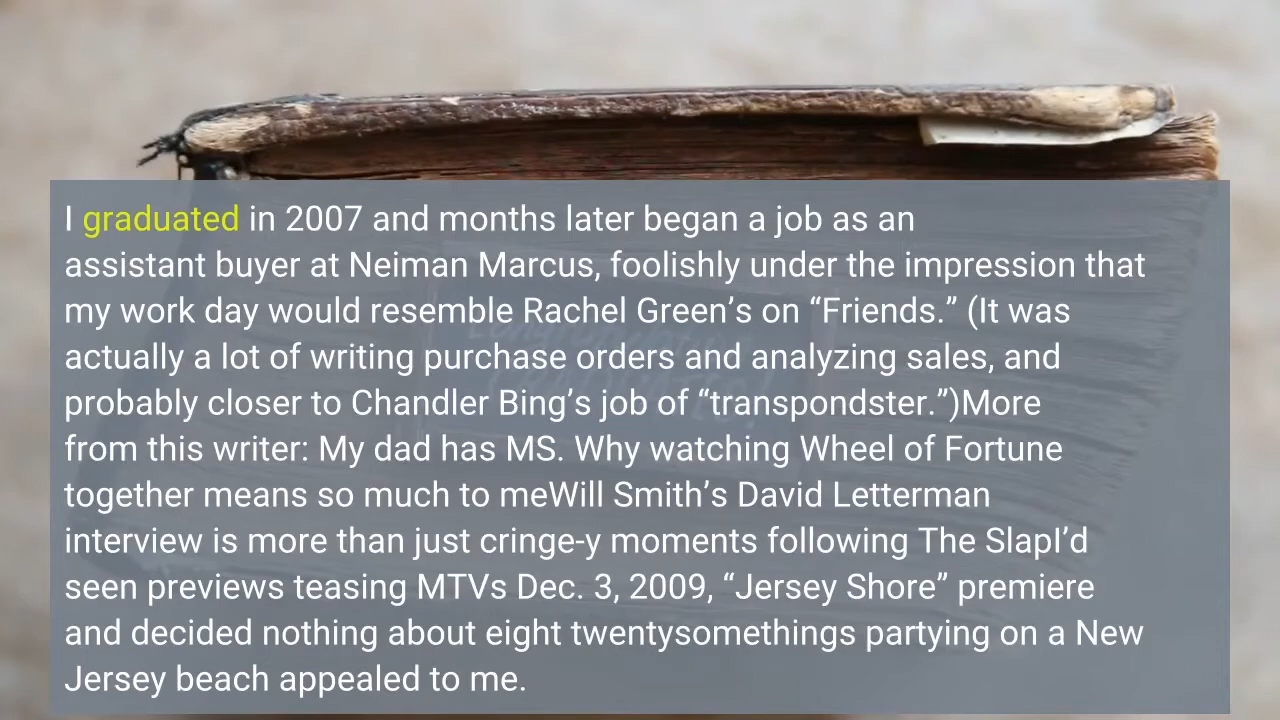 I graduated in 2007 and months later began a job as an
assistant buyer at Neiman Marcus, foolishly under the impression that
my work day would resemble Rachel Green’s on “Friends.” (It was
actually a lot of writing purchase orders and analyzing sales, and
probably closer to Chandler Bing’s job of “transpondster.”)More
from this writer: My dad has MS. Why watching Wheel of Fortune
together means so much to meWill Smith’s David Letterman
interview is more than just cringe-y moments following The SlapI’d
seen previews teasing MTVs Dec. 3, 2009, “Jersey Shore” premiere
and decided nothing about eight twentysomethings partying on a New
Jersey beach appealed to me.